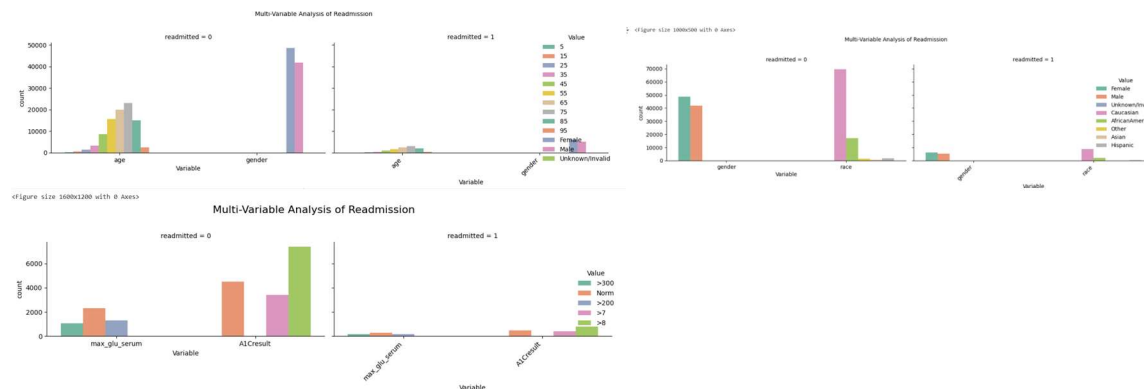 Multi-Variable Analysis of Readmission
readmitted = 0
readmitted = 1
Value
5
15
25
35
45
55
65
75
85
95
Female
Male
Unknown/Invalid
50000
40000
30000
20000
10000
0
count
age
gender
Variable
age
gender
Variable
<Figure size 1000x500 with 0 Axes>
Multi-Variable Analysis of Readmission
readmitted = 0
readmitted = 1
70000
60000
50000
40000
30000
20000
10000
0
count
Female
Male
Unknown/Inv
Caucasian
AfricanAmer
Other
Asian
Hispanic
gender
race
Variable
gender
race
Variable
<Figure size 1600x1200 with 0 Axes>
Multi-Variable Analysis of Readmission
readmitted = 0
readmitted = 1
6000
4000
2000
0
count
Value
>300
Norm
>200
>7
>8
max_glu_serum
A1Cresult
Variable
max_glu_serum
A1Cresult
Variable